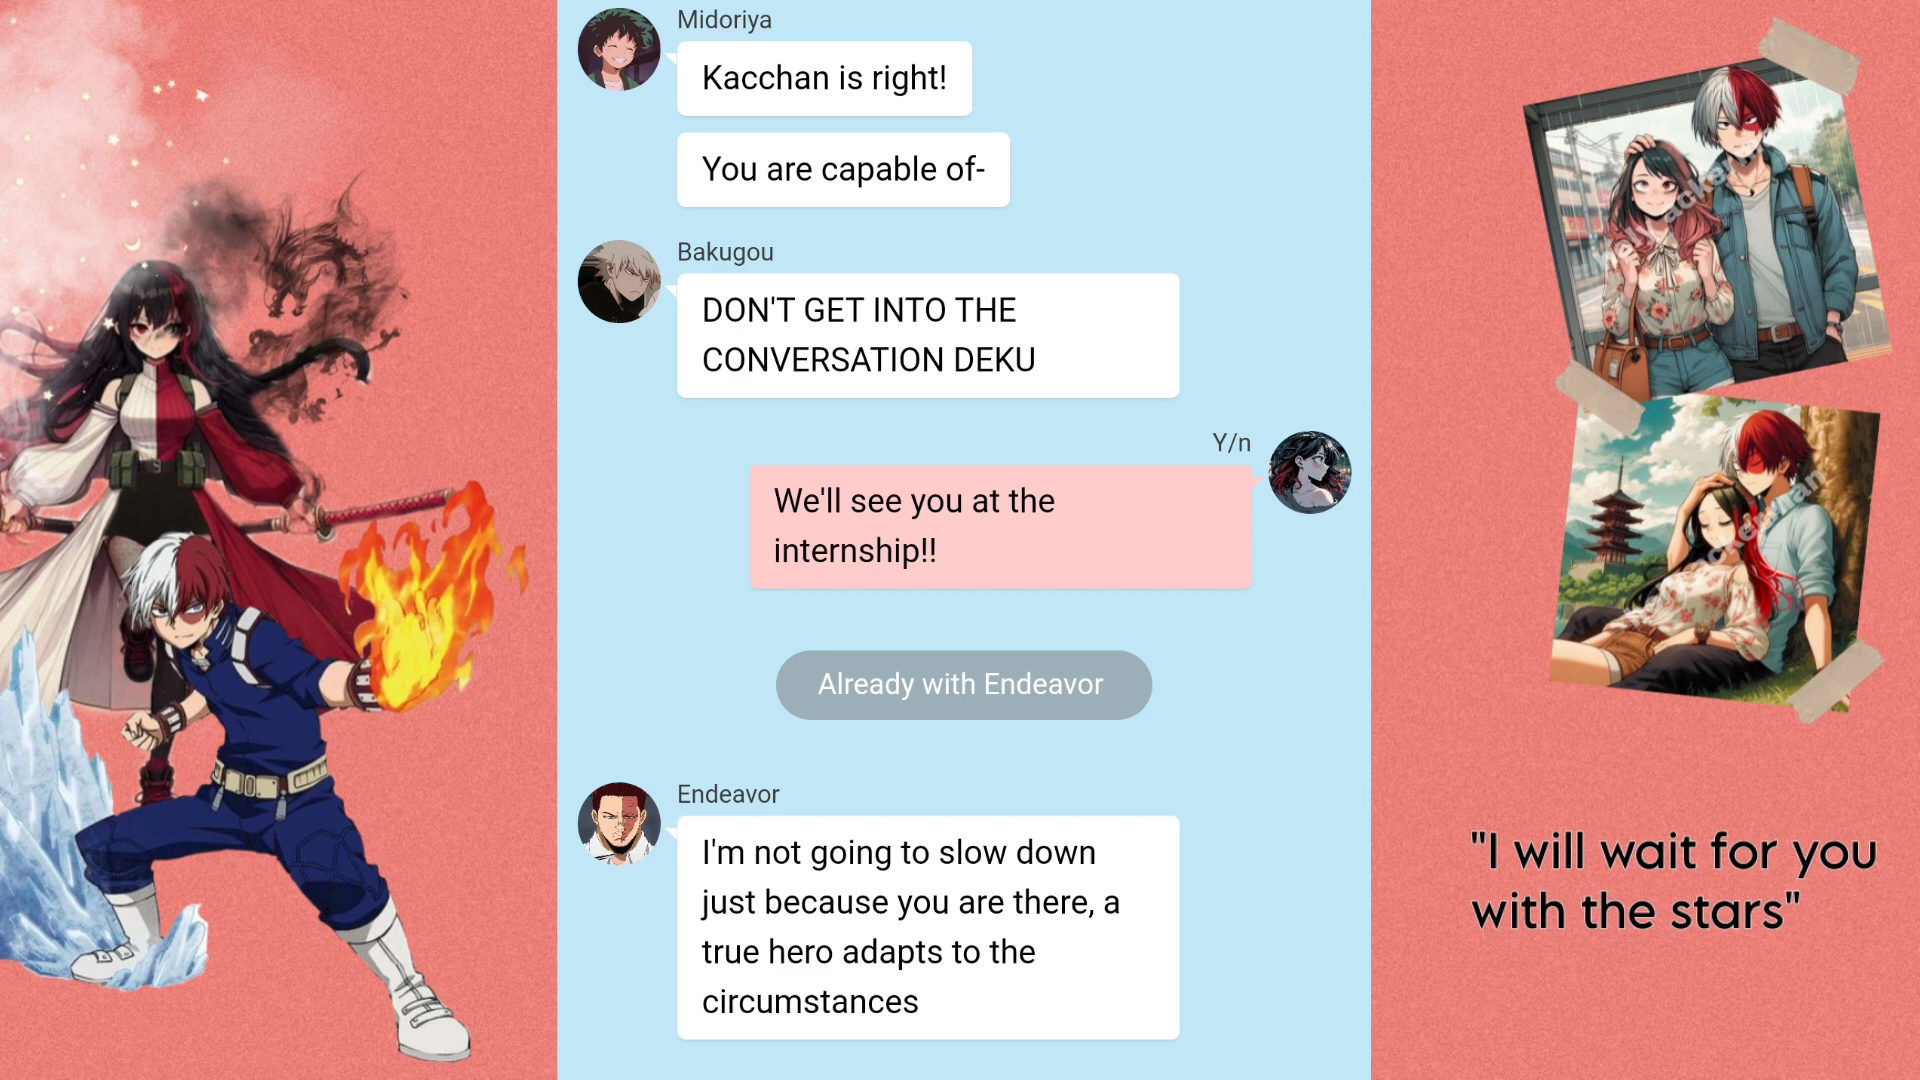 Midoriya
Kacchan is right!
You are capable of-
Bakugou
DON'T GET INTO THE
CONVERSATION DEKU
Y/n
We'll see you at the
internship!!
Already with Endeavor
Endeavor
I'm not going to slow down
just because you are there, a
true hero adapts to the
circumstances
"I will wait for you
with the stars"